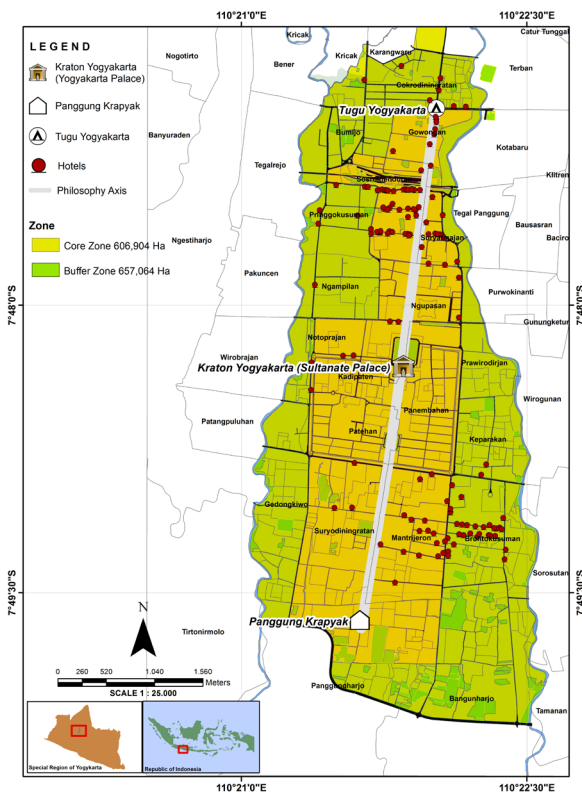 110°21'0"E
110°22'30"E
LEGEND
Kraton Yogyakarta
(Yogyakarta Palace)
Panggung Krapyak
Tugu Yogyakarta
Hotels
Philosophy Axis
Zone
Core Zone 606,904 Ha
Buffer Zone 657,064 Ha
Catur Tunggal
Kricak
Karangwaru
Nogotirto
Kricak
Bener
Terban
Cokrodiningratan
Tugu Yogyakarta
Banyuraden
Bumijo
Gowongan
Kotabaru
Tegalrejo
Klitren
Sosromenduran
Pringgokusuman
Tegal Panggung
Bausasran
Suryatmajan
Baciro
Ngestiharjo
Pakuncen
Ngampilan
Purwokinanti
7°48'0"S
7°48'0"S
Ngupasan
Gunungketur
Notoprajan
Wirobrajan
Prawirodirjan
Kraton Yogyakarta (Sultanate Palace)
Kadipaten
Wirogunan
Panembahan
Patangpuluhan
Patehan
Keparakan
Gedongkiwo
Suryodiningratan
Mantrijeron
Brontokusuman
Sorosutan
7°49'30"S
7°49'30"S
N
Panggung Krapyak
Tirtonirmolo
0 260 520 1.040 1.560
Meters
SCALE 1 : 25.000
Panggungharjo
Bangunharjo
Tamanan
Special Region of Yogyakarta
Republic of Indonesia
110°21'0"E
110°22'30"E